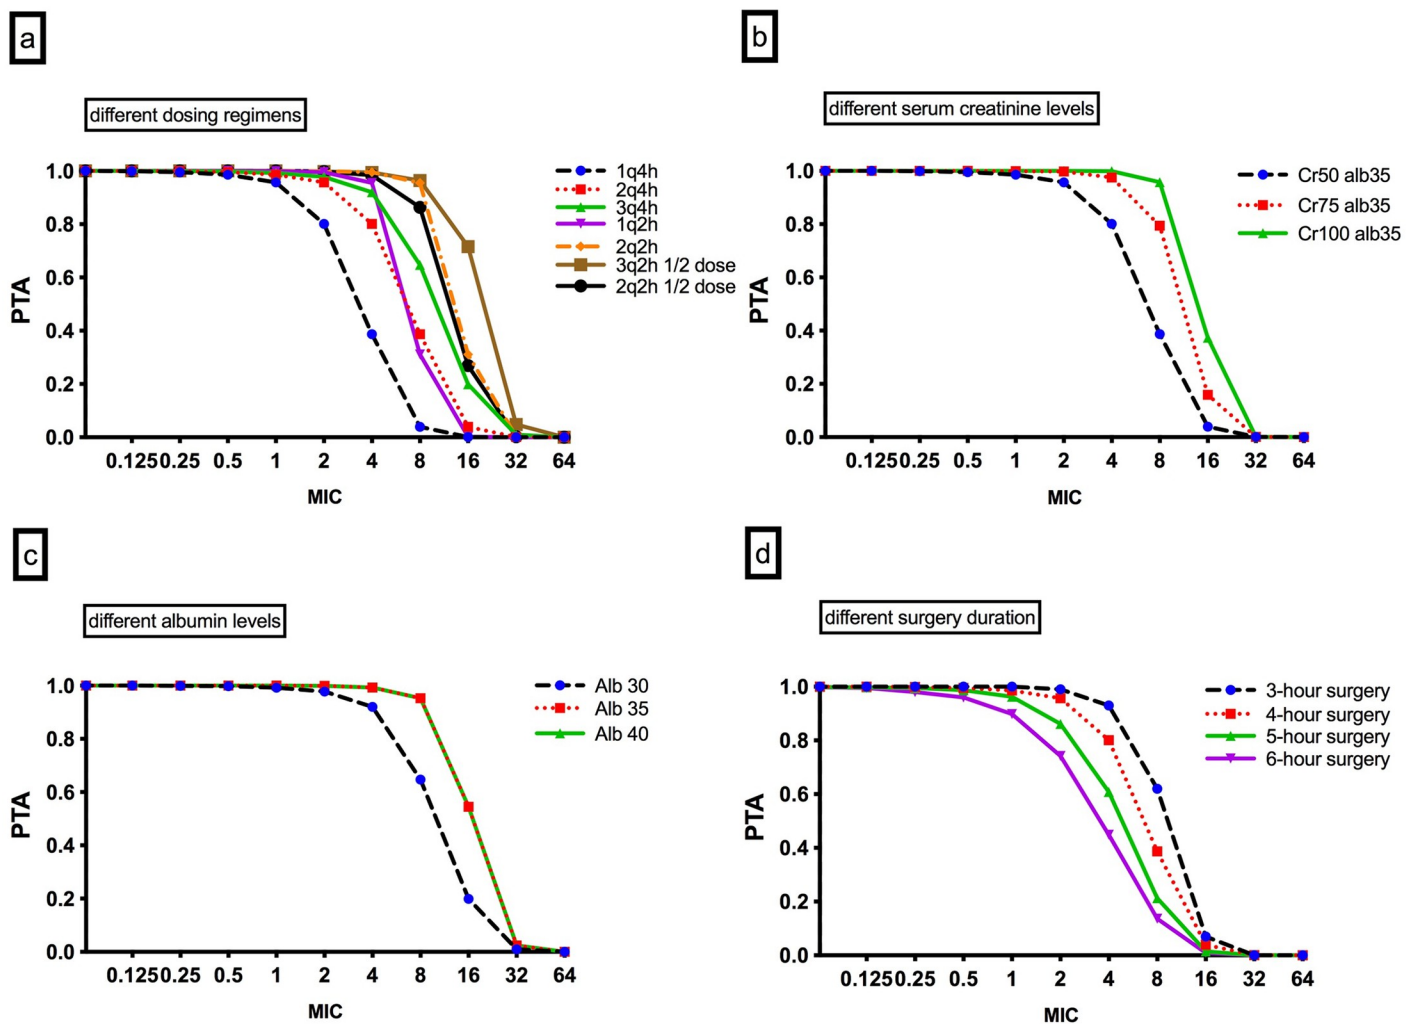 a
different dosing regimens
PTA
1.0
0.8
0.6
0.4
0.2
0.0
0.125 0.25 0.5 1 2 4 8 16 32 64
MIC
1q4h
2q4h
3q4h
1q2h
2q2h
3q2h 1/2 dose
2q2h 1/2 dose
b
different serum creatinine levels
PTA
1.0
0.8
0.6
0.4
0.2
0.0
0.125 0.25 0.5 1 2 4 8 16 32 64
MIC
Cr50 alb35
Cr75 alb35
Cr100 alb35
c
different albumin levels
PTA
1.0
0.8
0.6
0.4
0.2
0.0
0.125 0.25 0.5 1 2 4 8 16 32 64
MIC
Alb 30
Alb 35
Alb 40
d
different surgery duration
PTA
1.0
0.8
0.6
0.4
0.2
0.0
0.125 0.25 0.5 1 2 4 8 16 32 64
MIC
3-hour surgery
4-hour surgery
5-hour surgery
6-hour surgery